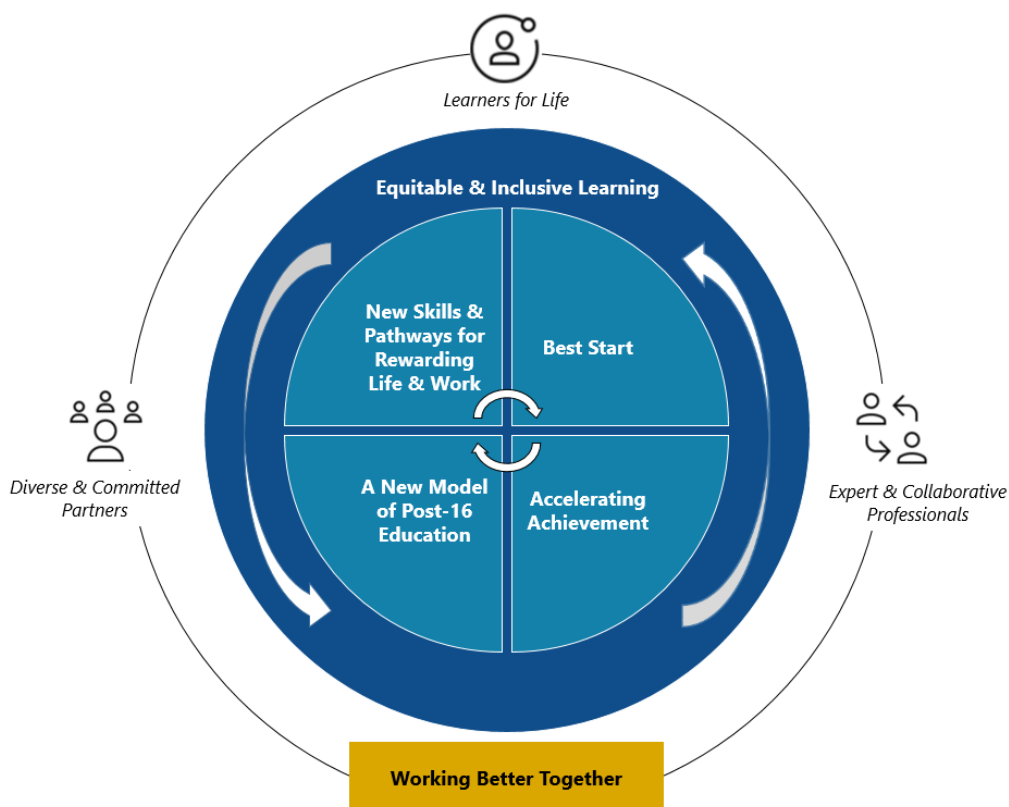 Learners for Life
Equitable & Inclusive Learning
New Skills &
Pathways for
Rewarding
Life & Work
Best Start
A New Model
of Post-16
Education
Accelerating
Achievement
Diverse & Committed
Partners
Expert & Collaborative
Professionals
Working Better Together